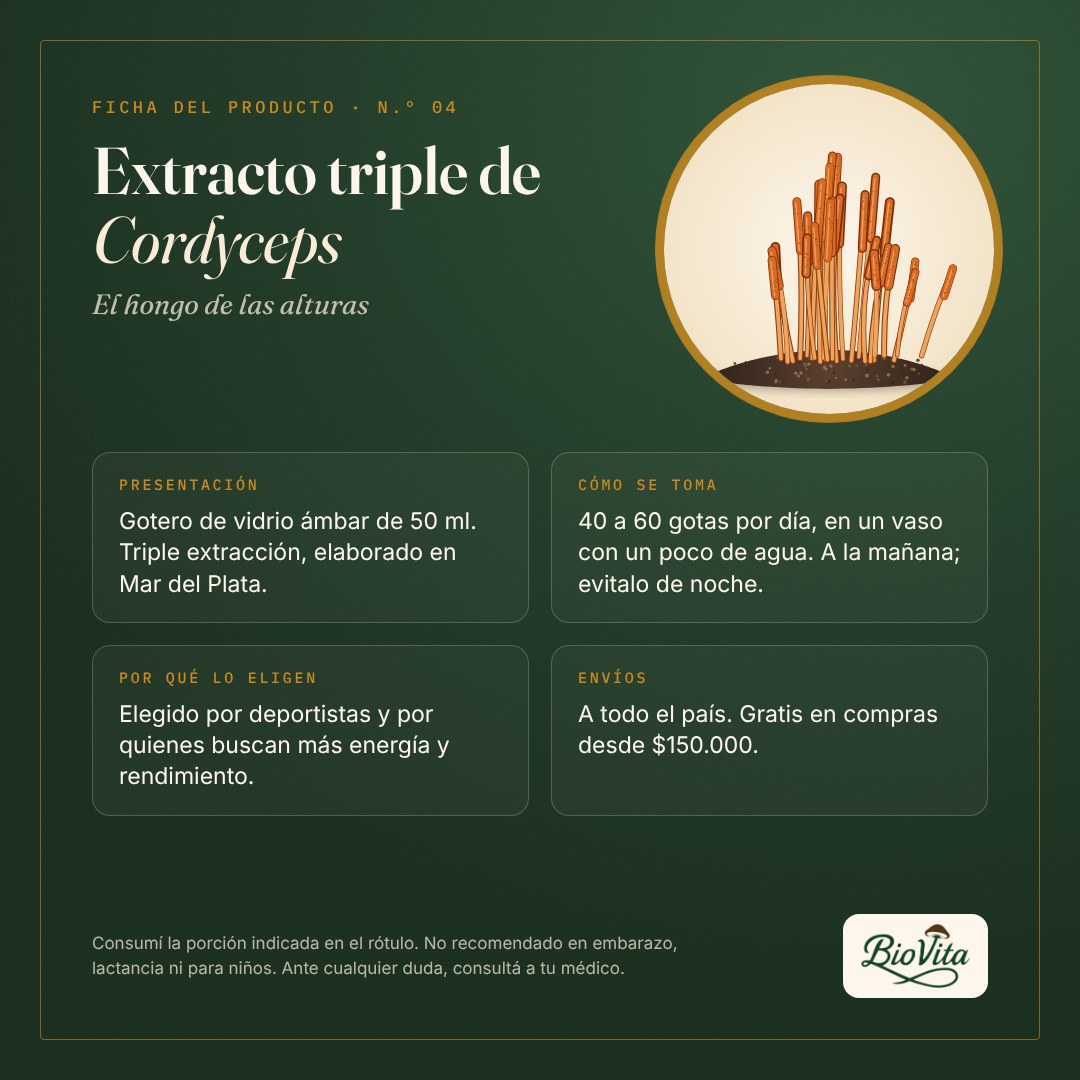 FICHA DEL PRODUCTO · N.º 04
Extracto triple de
Cordyceps
El hongo de las alturas
PRESENTACIÓN
Gotero de vidrio ámbar de 50 ml.
Triple extracción, elaborado en
Mar del Plata.
CÓMO SE TOMA
40 a 60 gotas por día, en un vaso
con un poco de agua. A la mañana;
evitalo de noche.
POR QUÉ LO ELIGEN
Elegido por deportistas y por
quienes buscan más energía y
rendimiento.
ENVÍOS
A todo el país. Gratis en compras
desde $150.000.
Consumí la porción indicada en el rótulo. No recomendado en embarazo,
lactancia ni para niños. Ante cualquier duda, consultá a tu médico.
BioVita